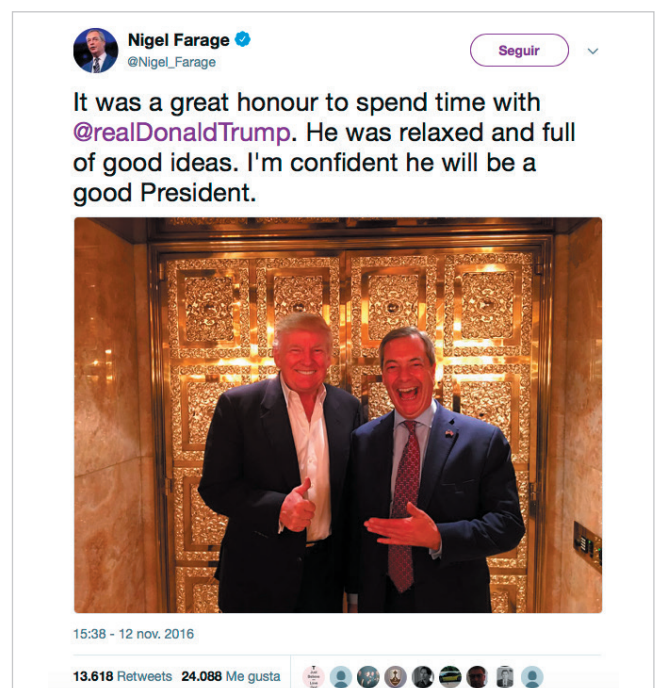 Nigel Farage
@Nigel_Farage
Seguir
It was a great honour to spend time with
@realDonaldTrump. He was relaxed and full
of good ideas. I'm confident he will be a
good President.
15:38 - 12 nov. 2016
13.618 Retweets 24.088 Me gusta